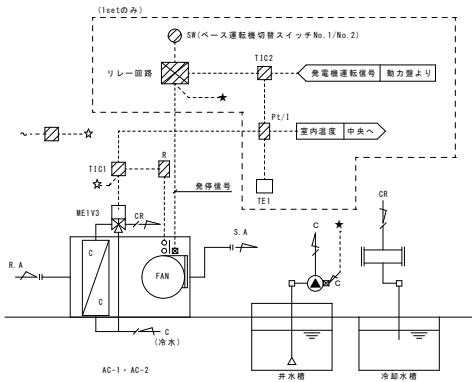 (1setのみ)
SW(ベース運転機切替スイッチNo.1/No.2)
リレー回路
TIC2
発電機運転信号 動力盤より
★
Pt/I
室内温度 中央へ
~
☆
TIC1
R
☆
発停信号
TE1
CR
ME1V3
CR
S.A
C
★
R.A
C
FAN
C
C
C
(冷水)
AC-1・AC-2
井水槽
冷却水槽